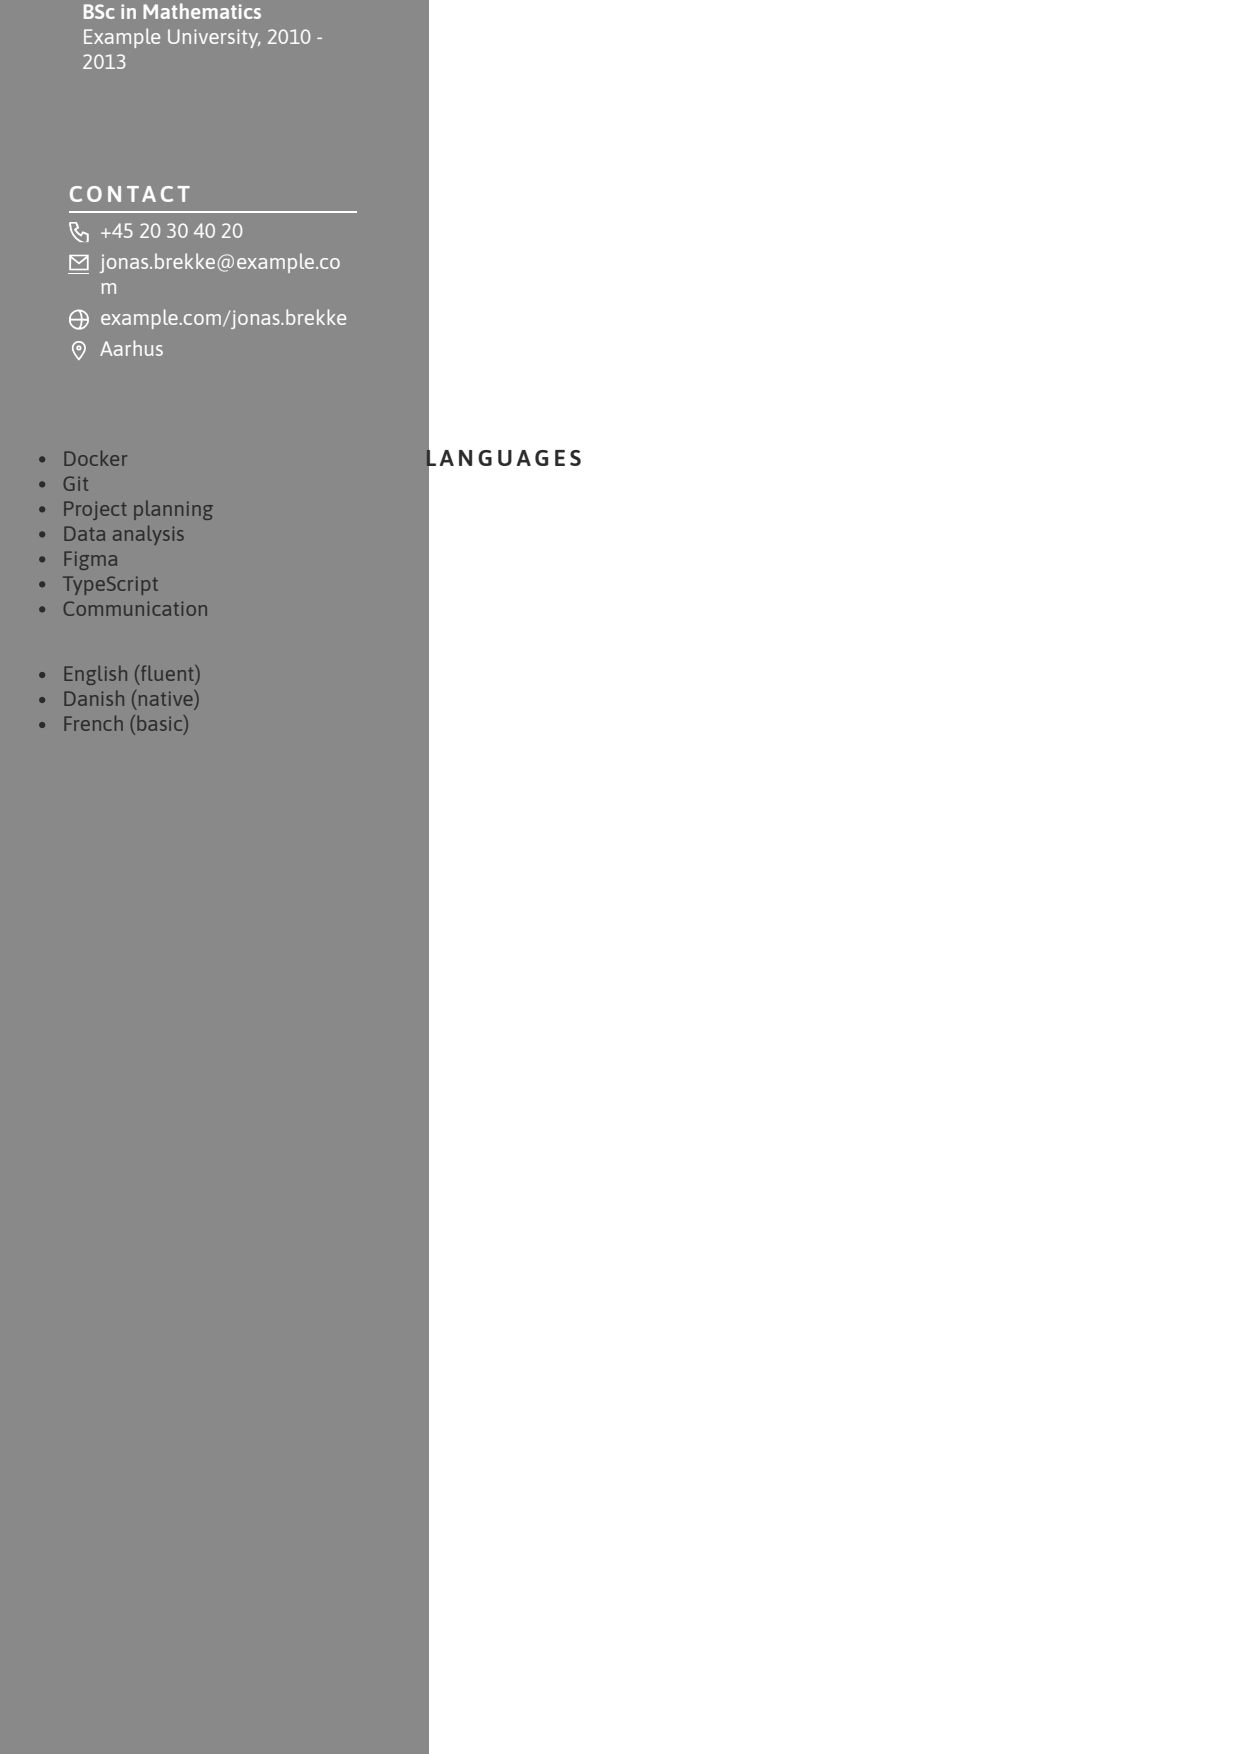 BSc in Mathematics
Example University, 2010 -
2013
CONTACT
+45 20 30 40 20
jonas.brekke@example.co
m
example.com/jonas.brekke
Aarhus
LANGUAGES
• Docker
• Git
• Project planning
• Data analysis
• Figma
• TypeScript
• Communication
• English (fluent)
• Danish (native)
• French (basic)